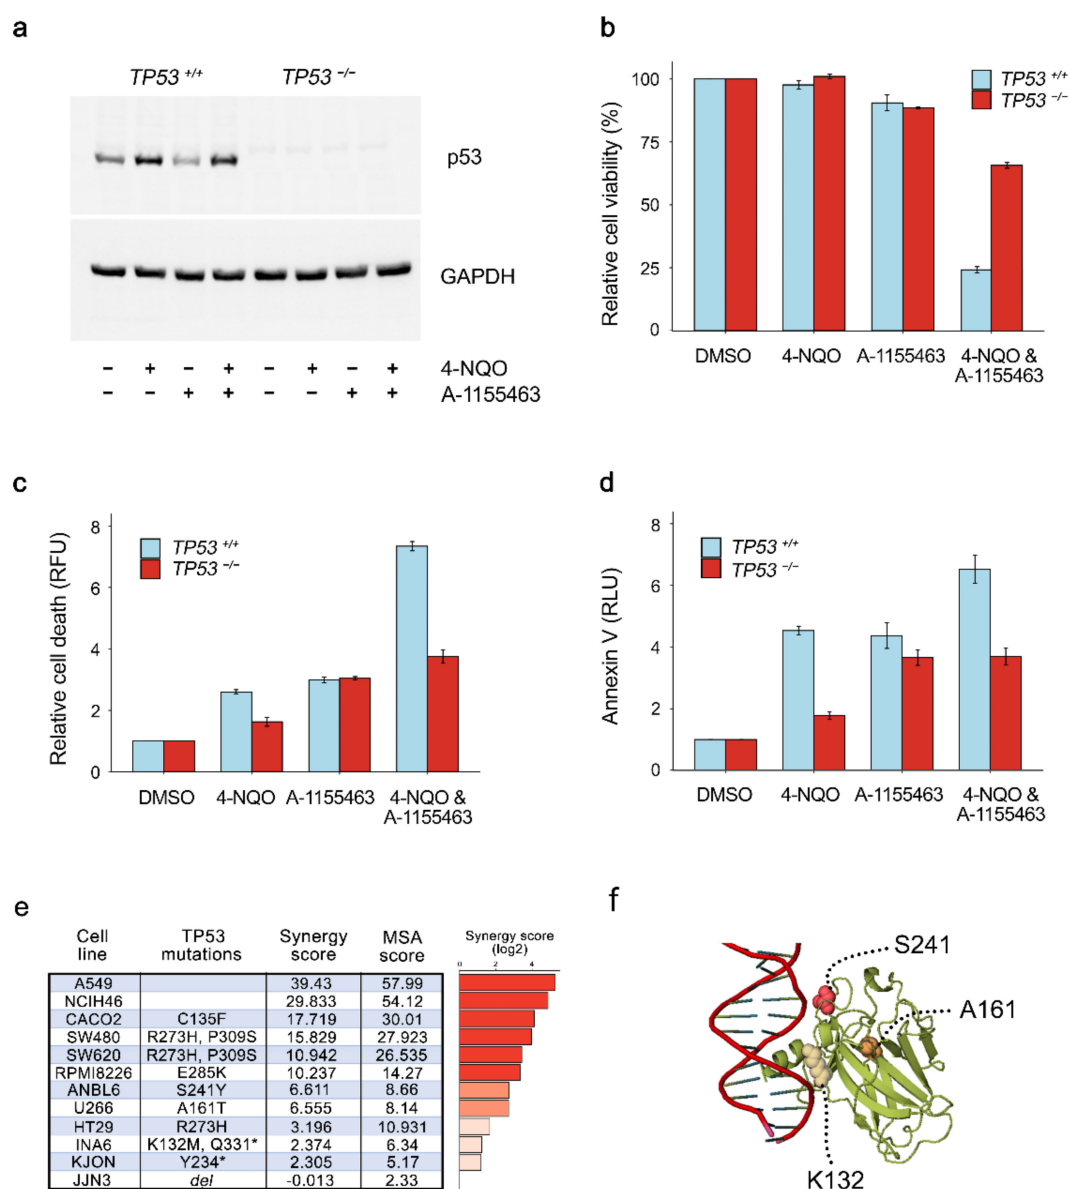 a
TP53 +/+ TP53 −/−
p53
GAPDH
− + − + − + − + 4-NQO
− − + + − − + + A-1155463
b
Relative cell viability (%)
100
75
50
25
0
TP53 +/+
TP53 −/−
DMSO 4-NQO A-1155463 4-NQO &
A-1155463
c
Relative cell death (RFU)
8
6
4
2
0
TP53 +/+
TP53 −/−
DMSO 4-NQO A-1155463 4-NQO &
A-1155463
d
Annexin V (RLU)
8
6
4
2
0
TP53 +/+
TP53 −/−
DMSO 4-NQO A-1155463 4-NQO &
A-1155463
e
Cell TP53 Synergy MSA
line mutations score score
Synergy score
(log2)
0 2 4
A549 39.43 57.99
NCIH46 29.833 54.12
CACO2 C135F 17.719 30.01
SW480 R273H, P309S 15.829 27.923
SW620 R273H, P309S 10.942 26.535
RPMI8226 E285K 10.237 14.27
ANBL6 S241Y 6.611 8.66
U266 A161T 6.555 8.14
HT29 R273H 3.196 10.931
INA6 K132M, Q331* 2.374 6.34
KJON Y234* 2.305 5.17
JJN3 del -0.013 2.33
f
S241
A161
K132